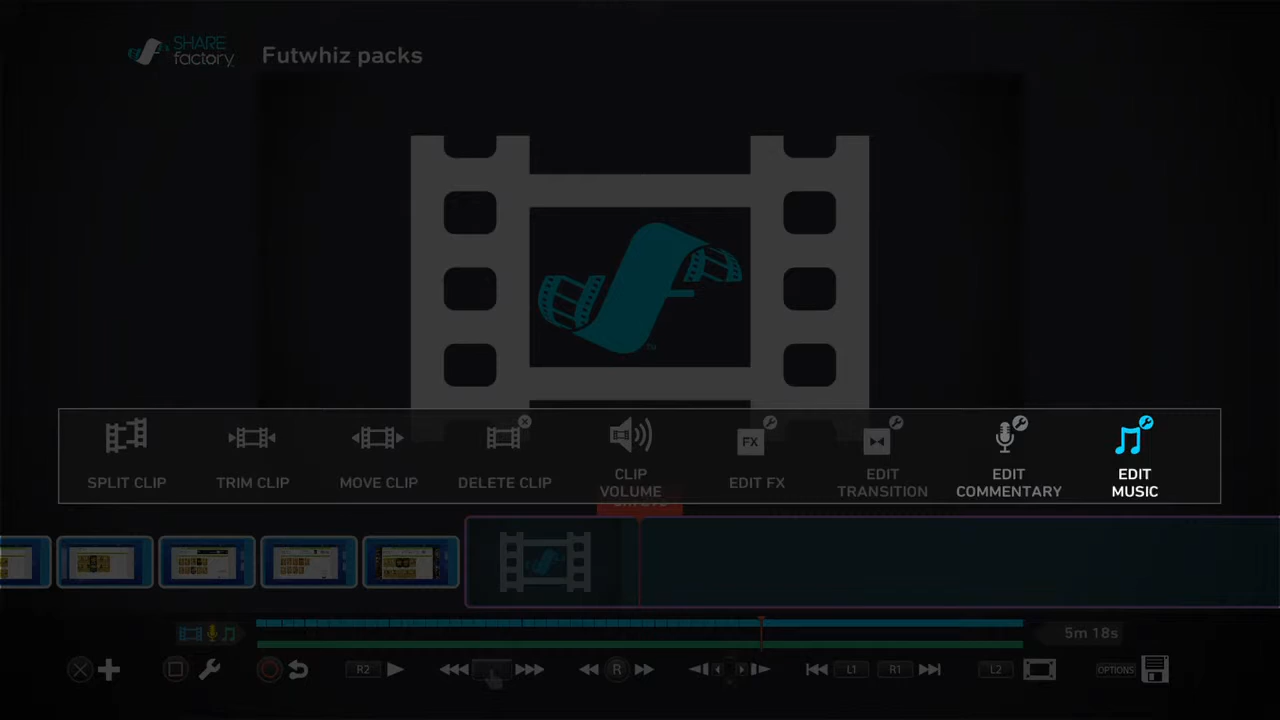 SHARE
factory
Futwhiz packs
SPLIT CLIP
TRIM CLIP
MOVE CLIP
DELETE CLIP
CLIP
VOLUME
FX
EDIT FX
EDIT
TRANSITION
EDIT
COMMENTARY
EDIT
MUSIC
5m 18s
R2
R
L1
R1
L2
OPTIONS